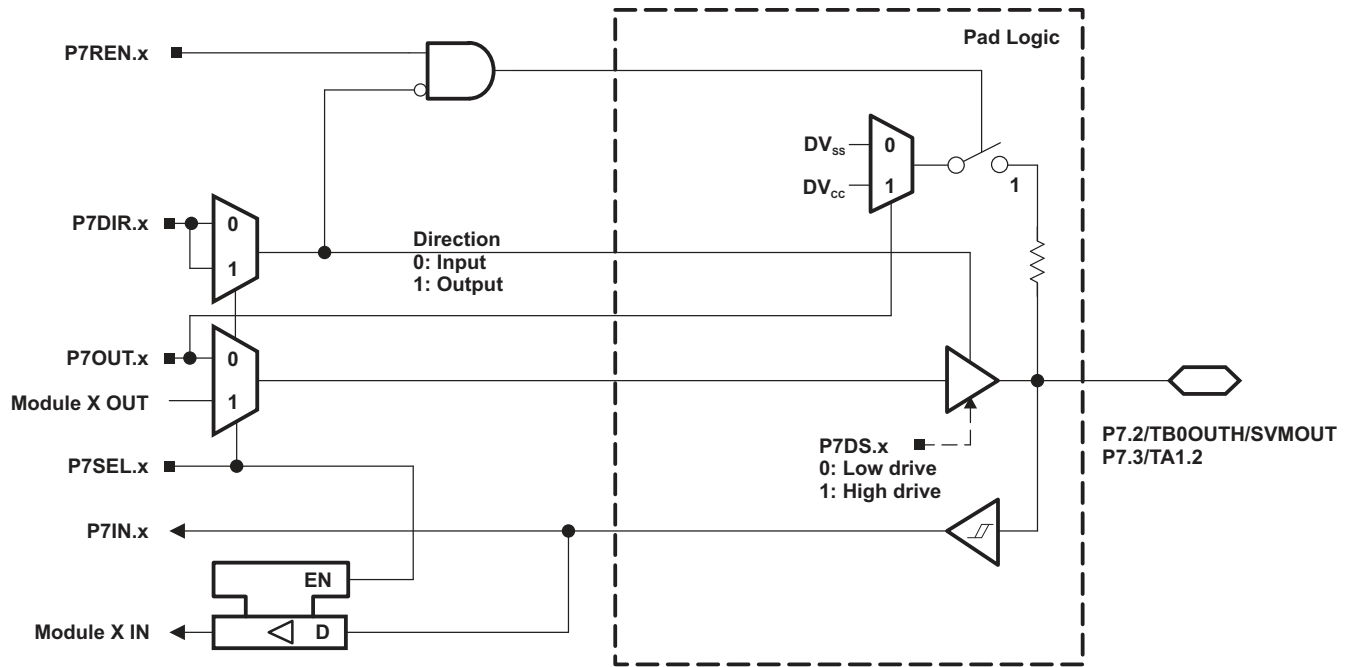 Pad Logic
P7REN.x
DVss
0
DVcc
1
1
P7DIR.x
0
1
Direction
0: Input
1: Output
P7OUT.x
0
Module X OUT
1
P7DS.x
0: Low drive
1: High drive
P7.2/TB0OUTH/SVMOUT
P7.3/TA1.2
P7SEL.x
P7IN.x
EN
Module X IN
D